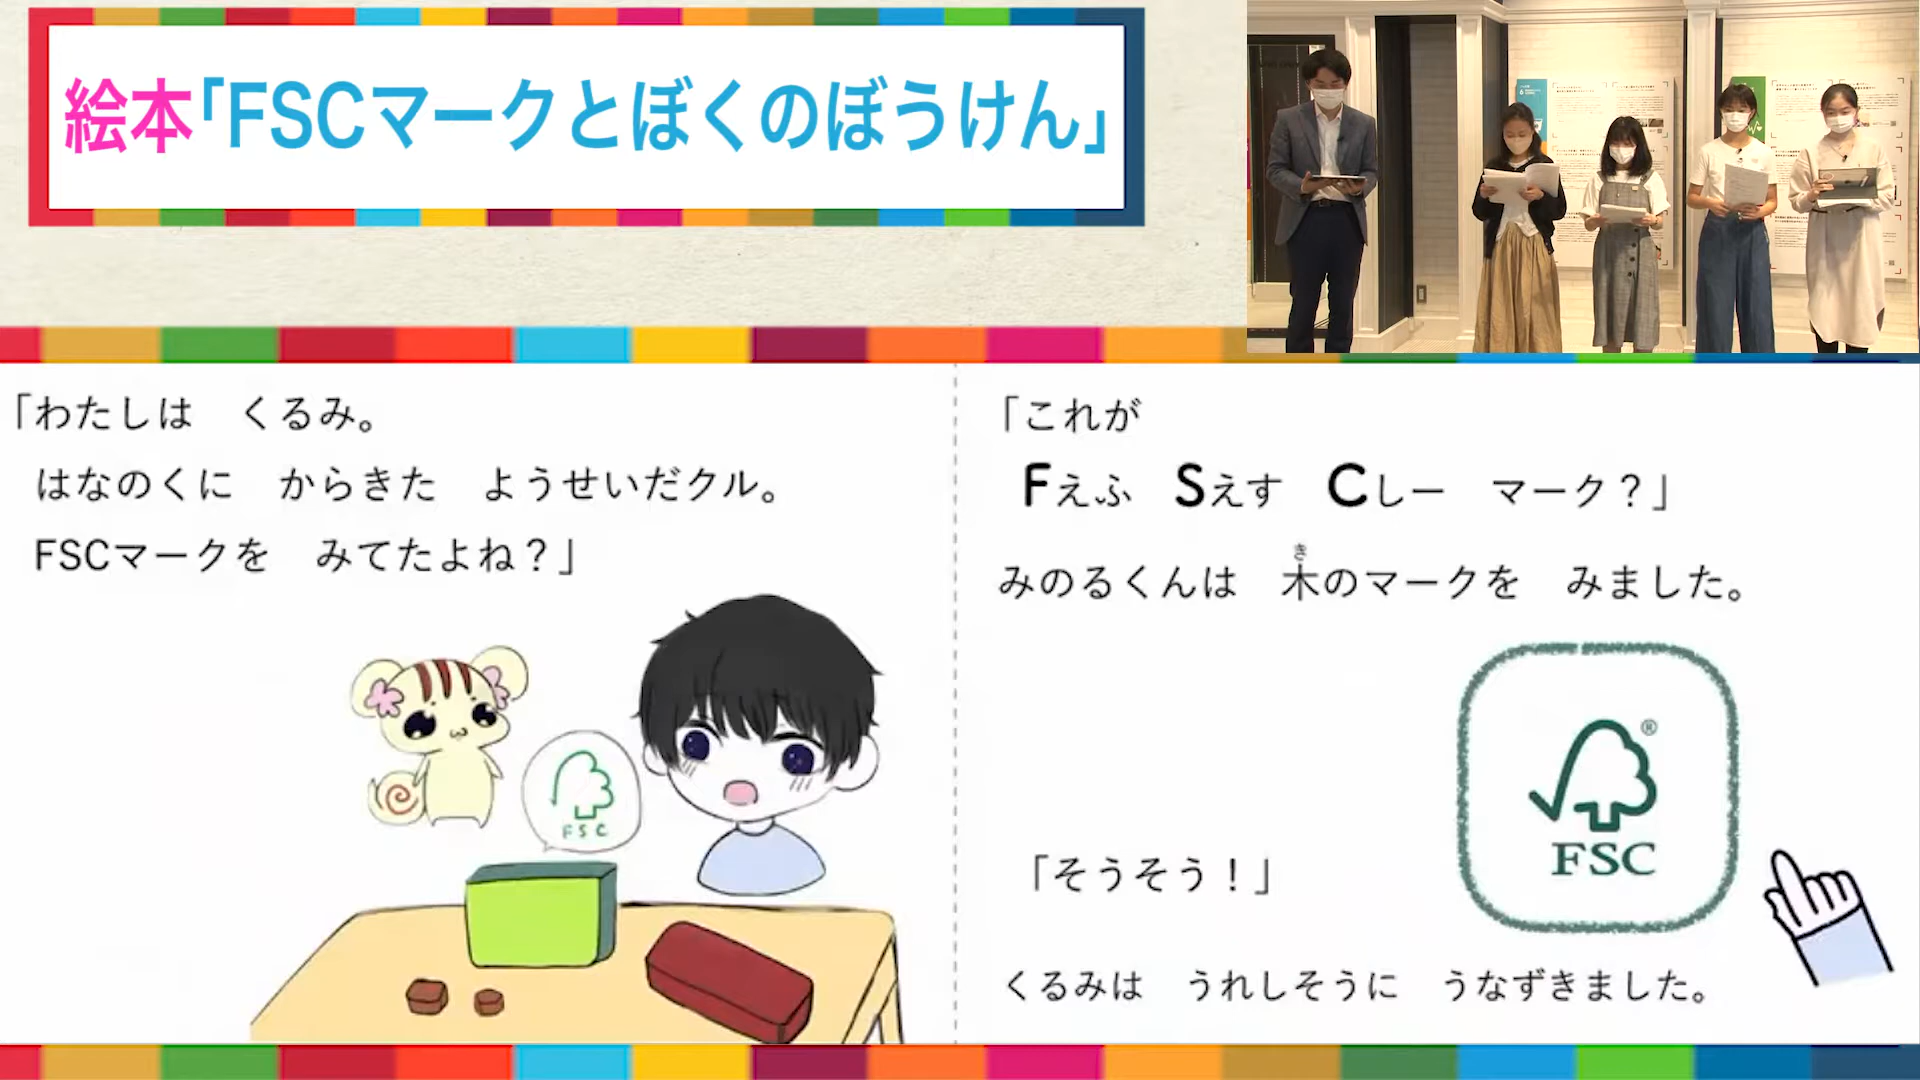 絵本「FSCマークとぼくのぼうけん」
「わたしは　くるみ。
はなのくに　からきた　ようせいだクル。
FSCマークを　みてたよね？」
FSC
「これが
Fえふ　Sえす　Cしー　マーク？」
き
みのるくんは　木のマークを　みました。
®
FSC
「そうそう！」
くるみは　うれしそうに　うなずきました。